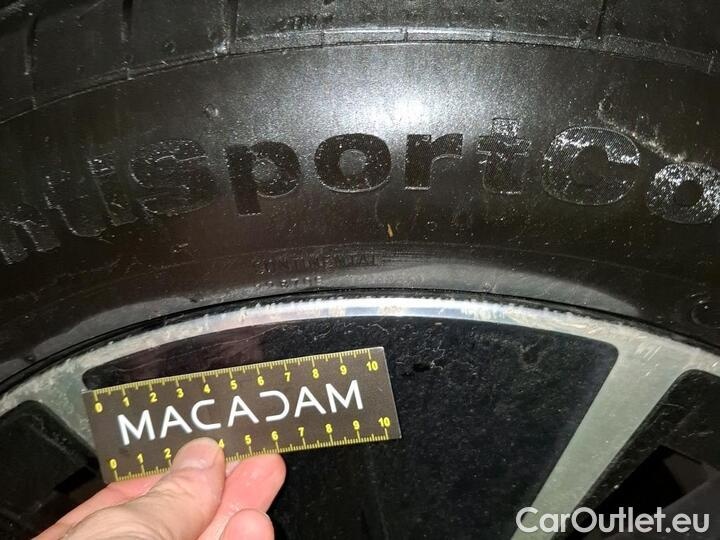 ntiSportCo
CONTINENTAL
0 1 2 3 4 5 6 7 8 9 10
MACADAM
0 1 2 3 4 5 6 7 8 9 10
CarOutlet.eu